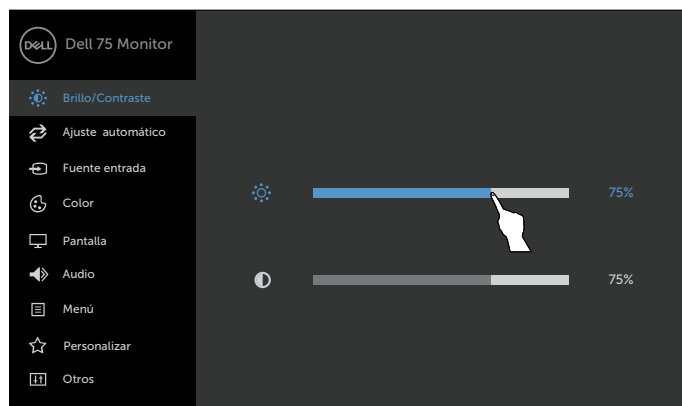 DELL
Dell 75 Monitor
Brillo/Contraste
Ajuste automático
Fuente entrada
75%
Color
Pantalla
Audio
75%
Menú
Personalizar
Otros